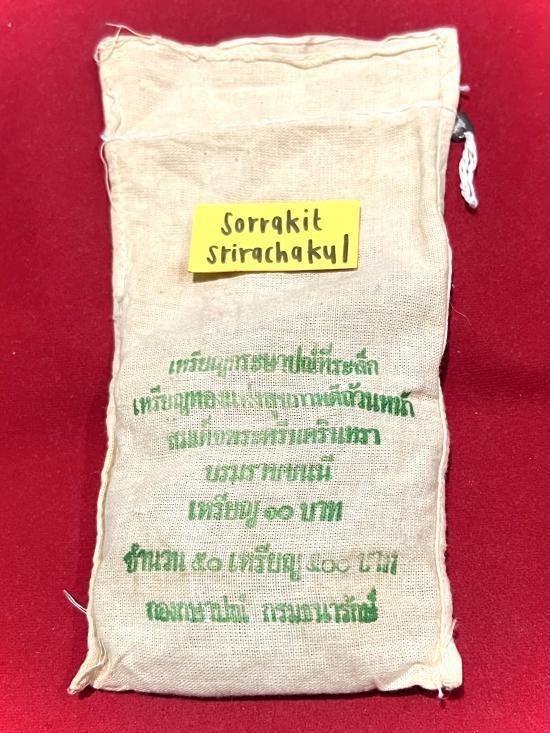 Sorrakit
Srirachakul
เหรียญกระษาปณ์ที่ระลึก
เหรียญทองแห่งสุขภาพดีถ้วนหน้า
สมเด็จพระศรีนครินทรา
บรมราชชนนี
เหรียญ ๑๐ บาท
จำนวน ๕๐ เหรียญ ๕๐๐ บาท
กองกษาปณ์ กรมธนารักษ์